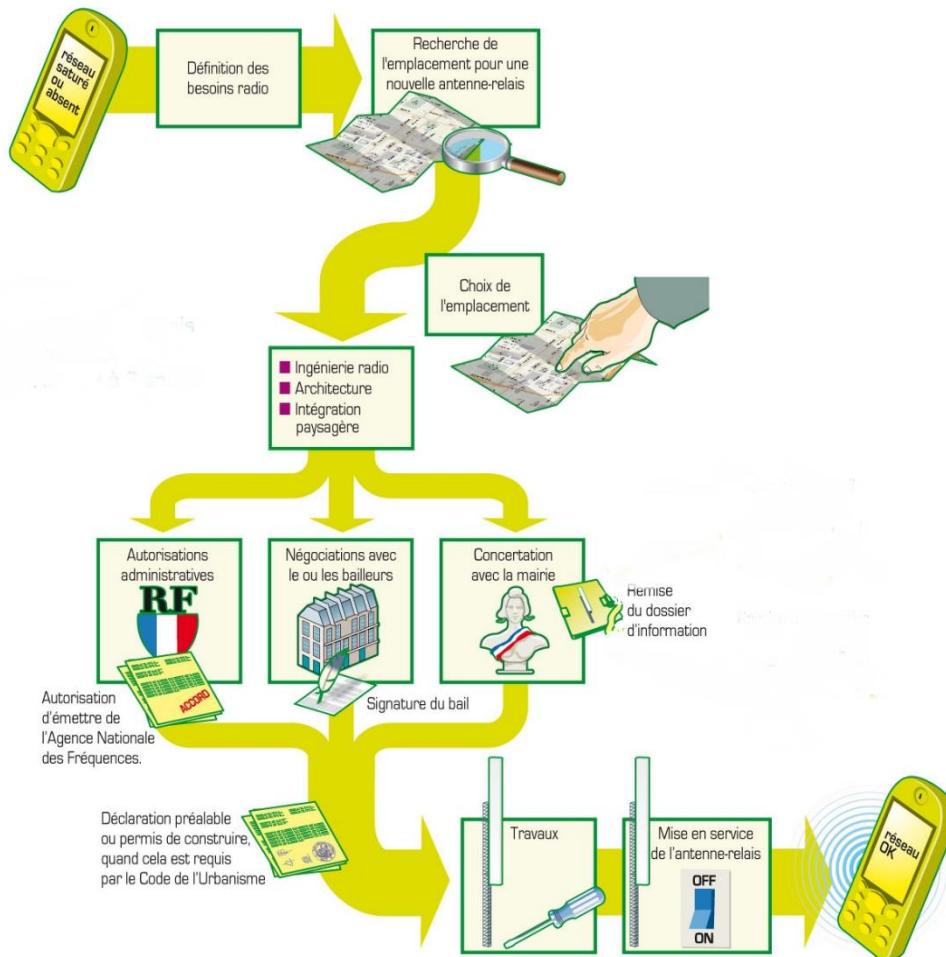 réseau
saturé
ou
absent
Définition des
besoins radio
Recherche de
l'emplacement pour une
nouvelle antenne-relais
Choix de
l'emplacement
Ingénierie radio
Architecture
Intégration
paysagère
Autorisations
administratives
RF
ACCORD
Autorisation
d'émettre de
l'Agence Nationale
des Fréquences.
Négociations avec
le ou les bailleurs
Signature du bail
Concertation
avec la mairie
Remise
du dossier
d'information
Déclaration préalable
ou permis de construire,
quand cela est requis
par le Code de l'Urbanisme
Travaux
Mise en service
de l'antenne-relais
OFF
ON
réseau
OK